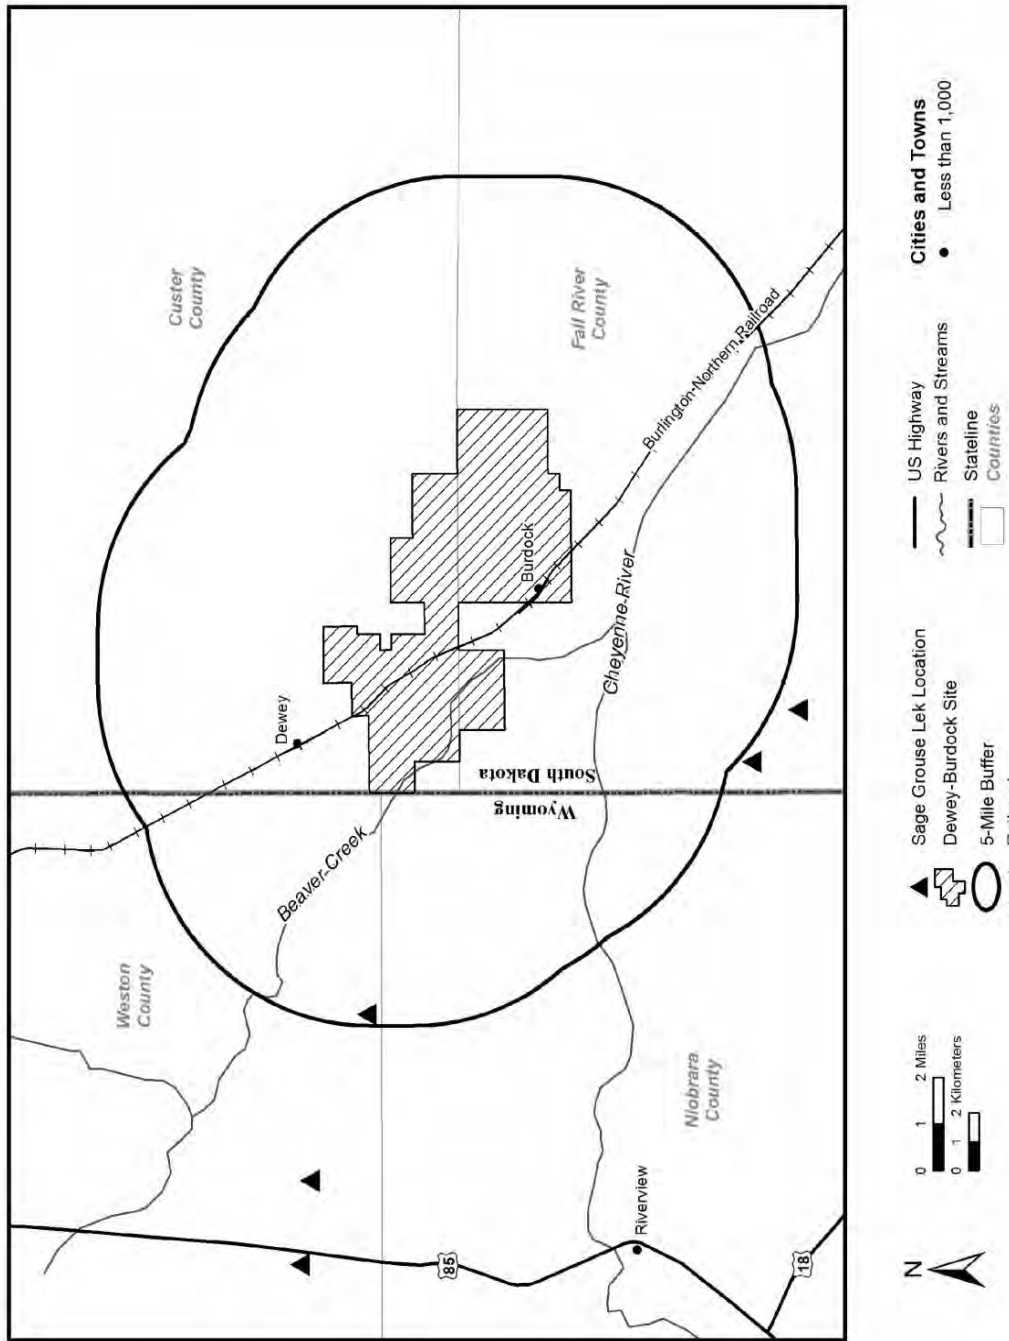 Custer
County
Fall River
County
Burlington-Northern Railroad
Burdock
Cheyenne-River
Dewey
South Dakota
Wyoming
Beaver-Creek
Weston
County
Niobrara
County
Riverview
85
18
N
0 1 2 Miles
0 1 2 Kilometers
Sage Grouse Lek Location
Dewey-Burdock Site
5-Mile Buffer
US Highway
Rivers and Streams
Stateline
Counties
Cities and Towns
Less than 1,000